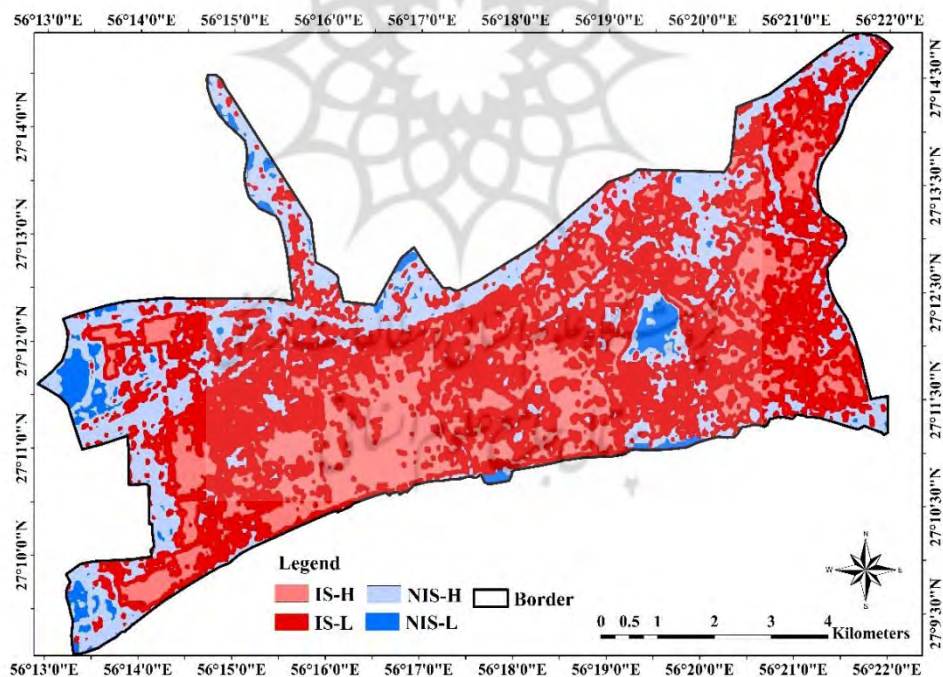 56°13'0"E 56°14'0"E 56°15'0"E 56°16'0"E 56°17'0"E 56°18'0"E 56°19'0"E 56°20'0"E 56°21'0"E 56°22'0"E
27°14'0"N
27°13'0"N
27°12'0"N
27°11'0"N
27°10'0"N
27°14'30"N
27°13'30"N
27°12'30"N
27°11'30"N
27°10'30"N
27°9'30"N
Legend
IS-H NIS-H Border
IS-L NIS-L
N
W E
S
0 0.5 1 2 3 4
Kilometers
56°13'0"E 56°14'0"E 56°15'0"E 56°16'0"E 56°17'0"E 56°18'0"E 56°19'0"E 56°20'0"E 56°21'0"E 56°22'0"E